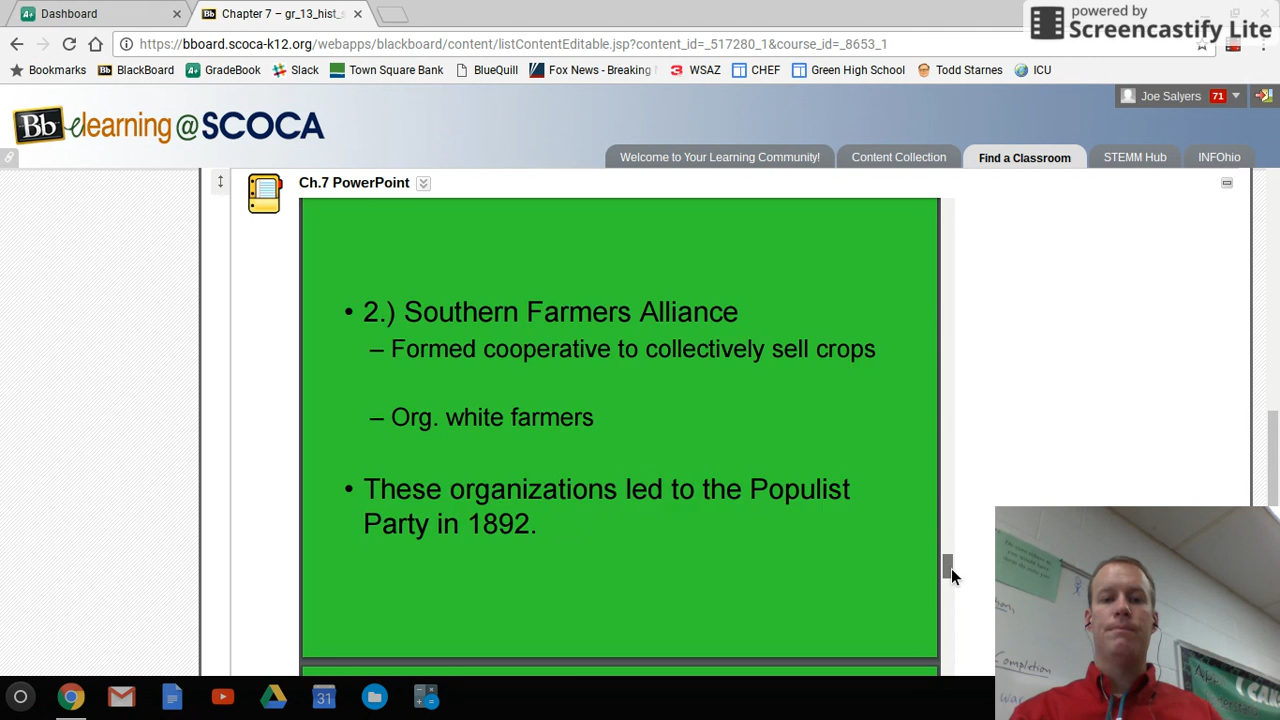 Dashboard
Chapter 7 – gr_13_hist_
powered by
Screencastify Lite
https://bboard.scoca-k12.org/webapps/blackboard/content/listContentEditable.jsp?content_id=_517280_1&course_id=_8653_1
Bookmarks BlackBoard GradeBook Slack Town Square Bank BlueQuill Fox News - Breaking WSAZ CHEF Green High School Todd Starnes ICU
Joe Salyers 71
Bb elearning@SCOCA
Welcome to Your Learning Community! Content Collection Find a Classroom STEMM Hub INFOhio
Ch.7 PowerPoint
• 2.) Southern Farmers Alliance
– Formed cooperative to collectively sell crops
– Org. white farmers
• These organizations led to the Populist
Party in 1892.
Completion
31